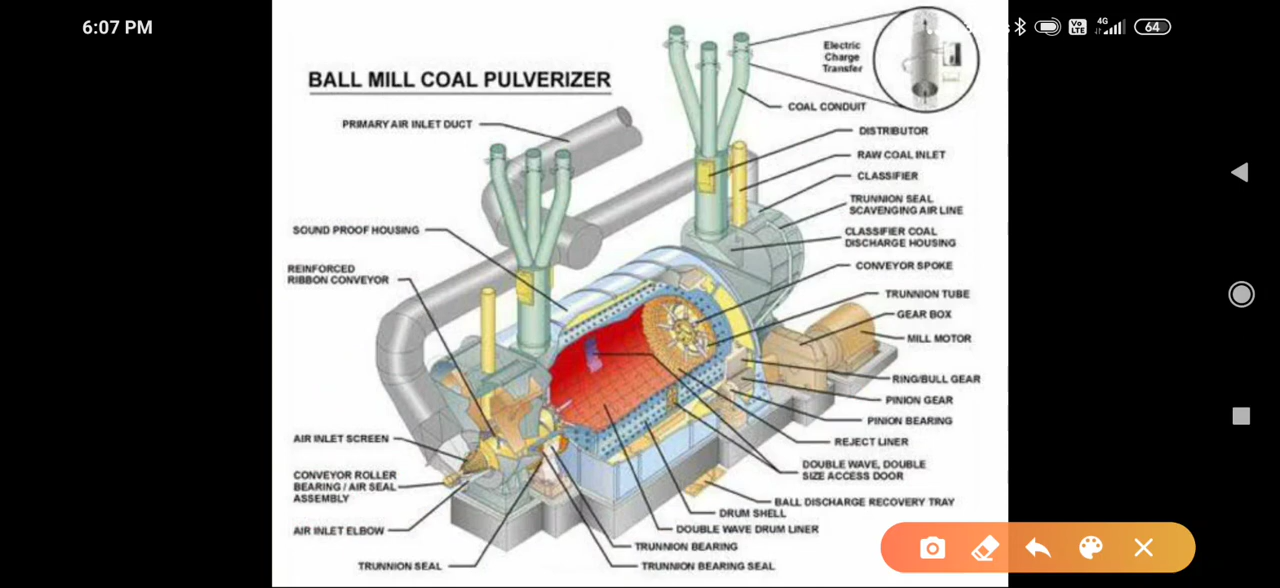 6:07 PM
Vo
LTE
4G
64
BALL MILL COAL PULVERIZER
Electric
Charge
Transfer
PRIMARY AIR INLET DUCT
COAL CONDUIT
DISTRIBUTOR
RAW COAL INLET
CLASSIFIER
TRUNNION SEAL
SCAVENGING AIR LINE
SOUND PROOF HOUSING
CLASSIFIER COAL
DISCHARGE HOUSING
REINFORCED
RIBBON CONVEYOR
CONVEYOR SPOKE
TRUNNION TUBE
GEAR BOX
MILL MOTOR
RING/BULL GEAR
PINION GEAR
PINION BEARING
AIR INLET SCREEN
REJECT LINER
DOUBLE WAVE, DOUBLE
SIZE ACCESS DOOR
CONVEYOR ROLLER
BEARING / AIR SEAL
ASSEMBLY
BALL DISCHARGE RECOVERY TRAY
DRUM SHELL
AIR INLET ELBOW
DOUBLE WAVE DRUM LINER
TRUNNION BEARING
TRUNNION SEAL
TRUNNION BEARING SEAL